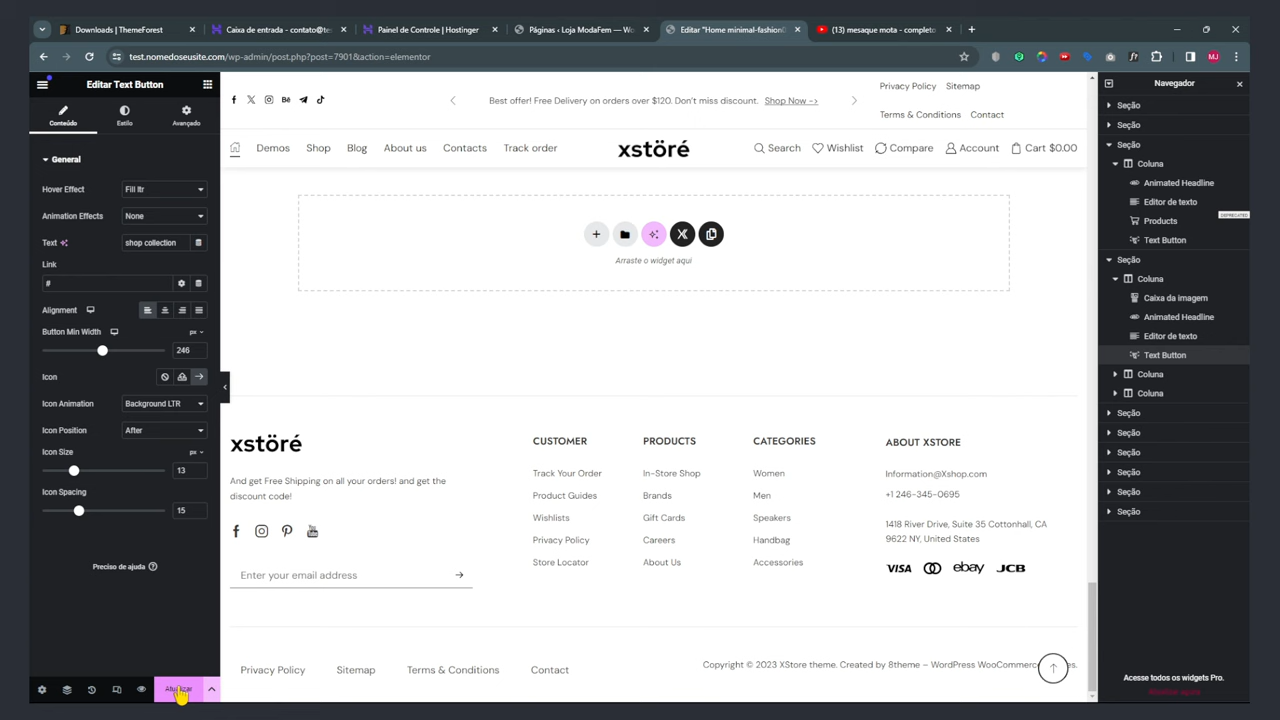 Downloads | ThemeForest
Caixa de entrada - contato@te
Painel de Controle | Hostinger
Páginas ‹ Loja ModaFem — Wo
Editar "Home minimal-fashion
(13) mesaque mota - completo
test.nomedoseusite.com/wp-admin/post.php?post=7901&action=elementor
MJ
Editar Text Button
Conteúdo
Estilo
Avançado
General
Hover Effect
Fill ltr
Animation Effects
None
Text
shop collection
Link
#
Alignment
Button Min Width
px
246
Icon
Icon Animation
Background LTR
Icon Position
After
Icon Size
px
13
Icon Spacing
15
Preciso de ajuda
Atualizar
Best offer! Free Delivery on orders over $120. Don't miss discount. Shop Now ->
Privacy Policy
Sitemap
Terms & Conditions
Contact
Demos
Shop
Blog
About us
Contacts
Track order
xstöré
Search
Wishlist
Compare
Account
Cart $0.00
Arraste o widget aqui
xstöré
And get Free Shipping on all your orders! and get the
discount code!
Enter your email address
CUSTOMER
Track Your Order
Product Guides
Wishlists
Privacy Policy
Store Locator
PRODUCTS
In-Store Shop
Brands
Gift Cards
Careers
About Us
CATEGORIES
Women
Men
Speakers
Handbag
Accessories
ABOUT XSTORE
Information@Xshop.com
+1 246-345-0695
1418 River Drive, Suite 35 Cottonhall, CA
9622 NY, United States
VISA
ebay
JCB
Privacy Policy
Sitemap
Terms & Conditions
Contact
Copyright © 2023 XStore theme. Created by 8theme – WordPress WooCommerce
Navegador
Seção
Seção
Seção
Coluna
Animated Headline
Editor de texto
Products
DEPRECATED
Text Button
Seção
Coluna
Caixa da imagem
Animated Headline
Editor de texto
Text Button
Coluna
Coluna
Seção
Seção
Seção
Seção
Seção
Seção
Acesse todos os widgets Pro.